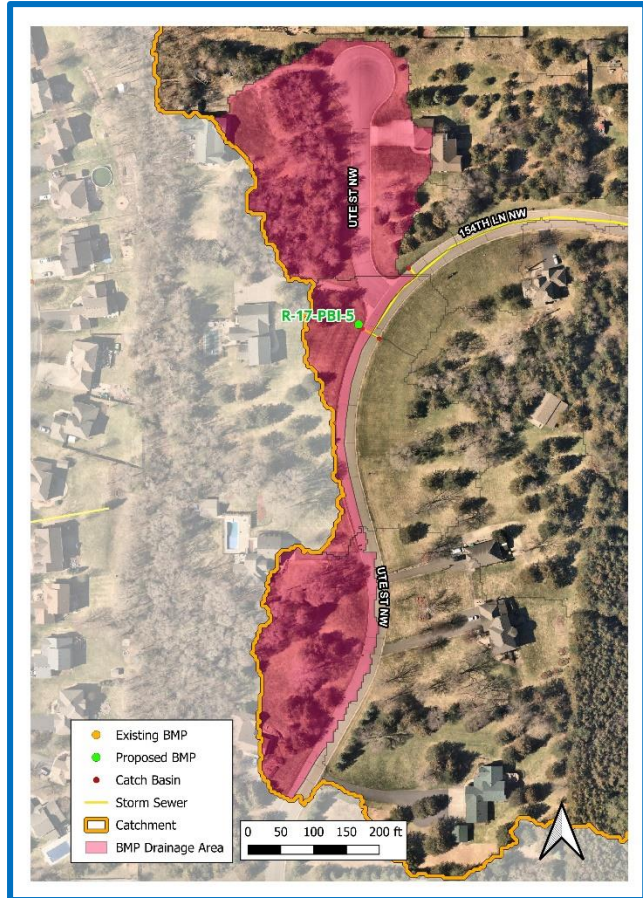 UTE ST NW
154TH LN NW
R-17-PBI-5
UTE ST NW
Existing BMP
Proposed BMP
Catch Basin
Storm Sewer
Catchment
BMP Drainage Area
0 50 100 150 200 ft